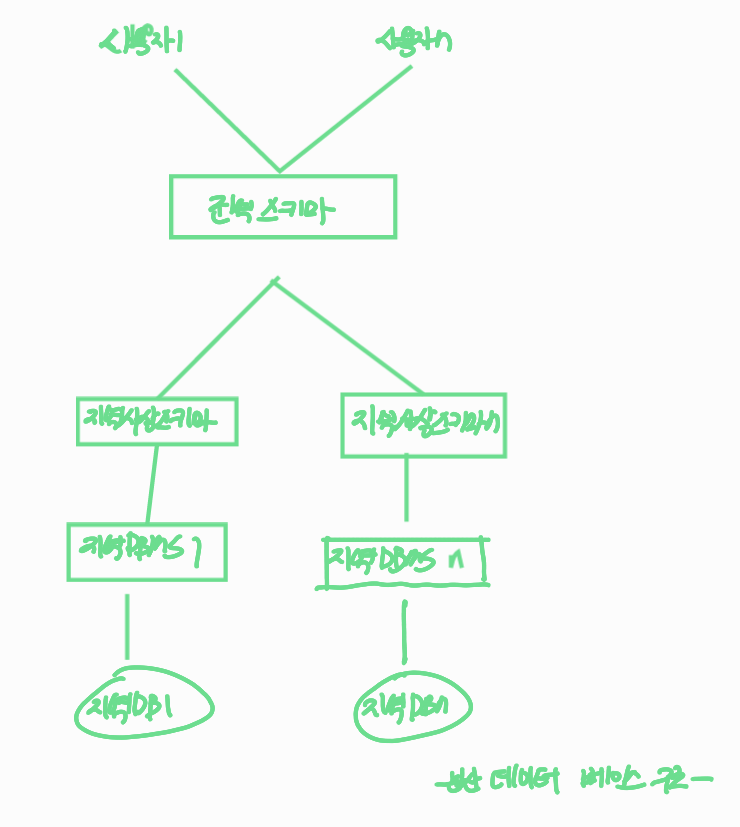 사용자1
사용자n
전역 스키마
지역사상스키마
지역사상스키마n
지역DBMS 1
지역DBMS n
지역DB1
지역DBn
-분산 데이터 베이스 구조-